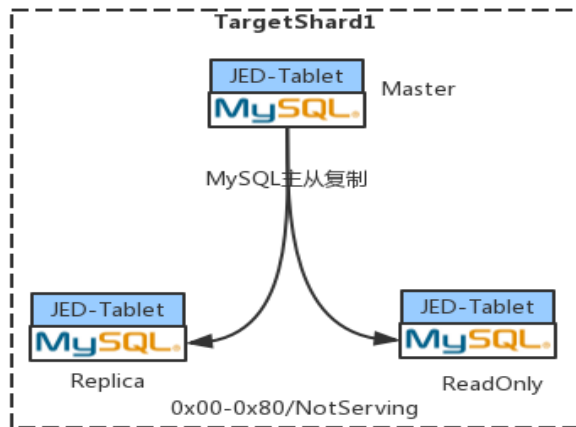 TargetShard1
JED-Tablet
MySQL®
Master
MySQL主从复制
JED-Tablet
MySQL®
Replica
JED-Tablet
MySQL®
ReadOnly
0x00-0x80/NotServing